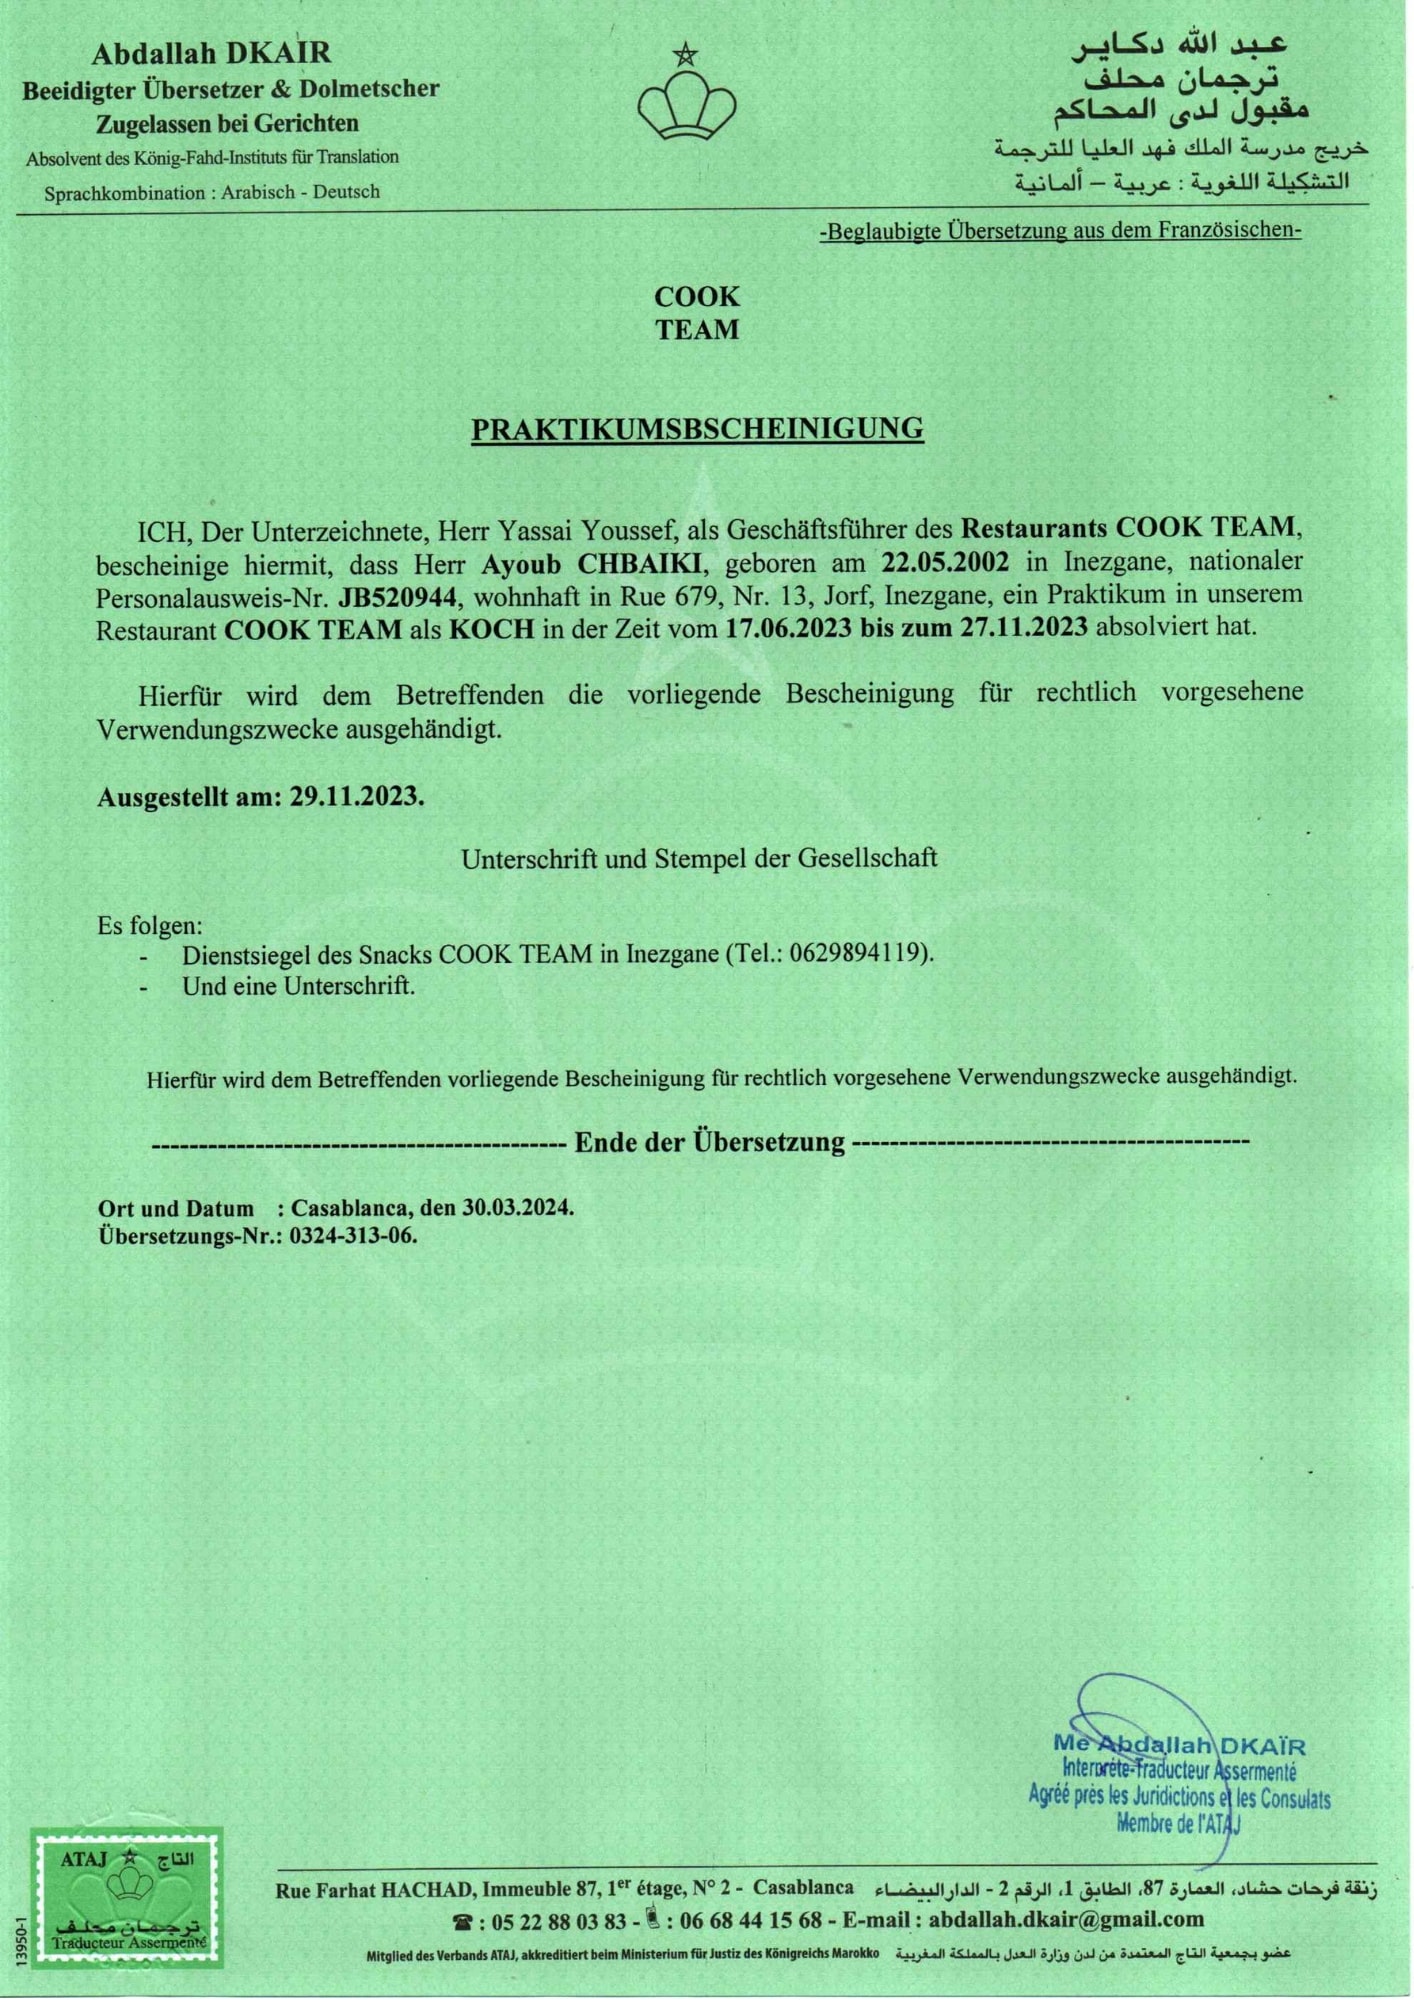 Abdallah DKAIR
Beeidigter Übersetzer & Dolmetscher
Zugelassen bei Gerichten
Absolvent des König-Fahd-Instituts für Translation
Sprachkombination : Arabisch - Deutsch
عبد الله دكاير
ترجمان محلف
مقبول لدى المحاكم
خريج مدرسة الملك فهد العليا للترجمة
التشكيلة اللغوية : عربية – ألمانية
-Beglaubigte Übersetzung aus dem Französischen-
COOK
TEAM
PRAKTIKUMSBSCHEINIGUNG
ICH, Der Unterzeichnete, Herr Yassai Youssef, als Geschäftsführer des Restaurants COOK TEAM,
bescheinige hiermit, dass Herr Ayoub CHBAIKI, geboren am 22.05.2002 in Inezgane, nationaler
Personalausweis-Nr. JB520944, wohnhaft in Rue 679, Nr. 13, Jorf, Inezgane, ein Praktikum in unserem
Restaurant COOK TEAM als KOCH in der Zeit vom 17.06.2023 bis zum 27.11.2023 absolviert hat.
Hierfür wird dem Betreffenden die vorliegende Bescheinigung für rechtlich vorgesehene
Verwendungszwecke ausgehändigt.
Ausgestellt am: 29.11.2023.
Unterschrift und Stempel der Gesellschaft
Es folgen:
- Dienstsiegel des Snacks COOK TEAM in Inezgane (Tel.: 0629894119).
- Und eine Unterschrift.
Hierfür wird dem Betreffenden vorliegende Bescheinigung für rechtlich vorgesehene Verwendungszwecke ausgehändigt.
-------------------------------------------- Ende der Übersetzung -------------------------------------------
Ort und Datum : Casablanca, den 30.03.2024.
Übersetzungs-Nr.: 0324-313-06.
Me Abdallah DKAÏR
Interprète-Traducteur Assermenté
Agréé près les Juridictions et les Consulats
Membre de l'ATAJ
ATAJ التاج
ترجمان محلف
Traducteur Assermenté
13950-1
Rue Farhat HACHAD, Immeuble 87, 1er étage, N° 2 - Casablanca زنقة فرحات حشاد، العمارة 87، الطابق 1، الرقم 2 - الدارالبيضاء
☎ : 05 22 88 03 83 - : 06 68 44 15 68 - E-mail : abdallah.dkair@gmail.com
Mitglied des Verbands ATAJ, akkreditiert beim Ministerium für Justiz des Königreichs Marokko عضو بجمعية التاج المعتمدة من لدن وزارة العدل بالمملكة المغربية